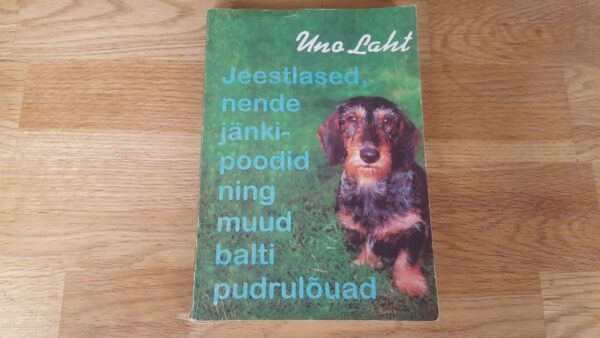 Uno Laht
Jeestlased,
nende
jänki-
poodid
ning
muud
balti
pudrulõuad